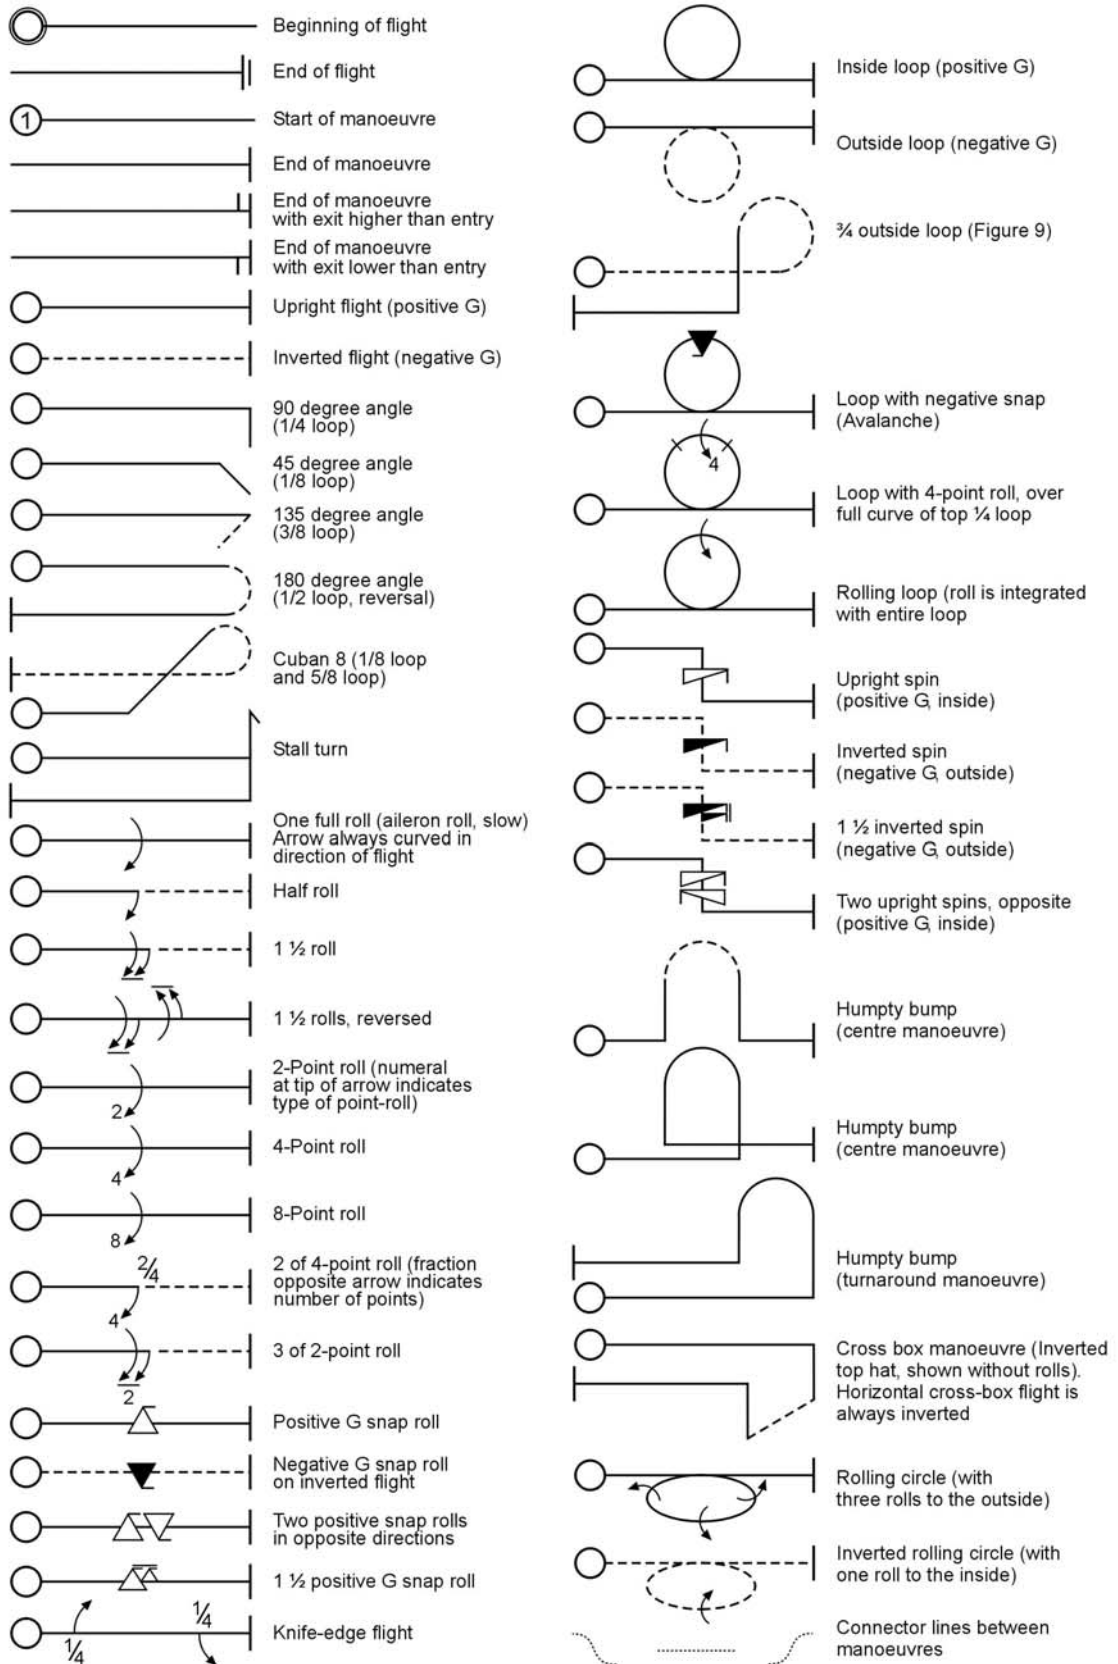 Beginning of flight
End of flight
1
Start of manoeuvre
End of manoeuvre
End of manoeuvre
with exit higher than entry
End of manoeuvre
with exit lower than entry
Upright flight (positive G)
Inverted flight (negative G)
90 degree angle
(1/4 loop)
45 degree angle
(1/8 loop)
135 degree angle
(3/8 loop)
180 degree angle
(1/2 loop, reversal)
Cuban 8 (1/8 loop
and 5/8 loop)
Stall turn
One full roll (aileron roll, slow)
Arrow always curved in
direction of flight
Half roll
1 ½ roll
1 ½ rolls, reversed
2-Point roll (numeral
at tip of arrow indicates
type of point-roll)
2
4-Point roll
4
8-Point roll
8
2/4
2 of 4-point roll (fraction
opposite arrow indicates
number of points)
4
3 of 2-point roll
2
Positive G snap roll
Negative G snap roll
on inverted flight
Two positive snap rolls
in opposite directions
1 ½ positive G snap roll
¼
¼
Knife-edge flight
Inside loop (positive G)
Outside loop (negative G)
¾ outside loop (Figure 9)
Loop with negative snap
(Avalanche)
4
Loop with 4-point roll, over
full curve of top ¼ loop
Rolling loop (roll is integrated
with entire loop
Upright spin
(positive G, inside)
Inverted spin
(negative G, outside)
1 ½ inverted spin
(negative G, outside)
Two upright spins, opposite
(positive G, inside)
Humpty bump
(centre manoeuvre)
Humpty bump
(centre manoeuvre)
Humpty bump
(turnaround manoeuvre)
Cross box manoeuvre (Inverted
top hat, shown without rolls).
Horizontal cross-box flight is
always inverted
Rolling circle (with
three rolls to the outside)
Inverted rolling circle (with
one roll to the inside)
Connector lines between
manoeuvres